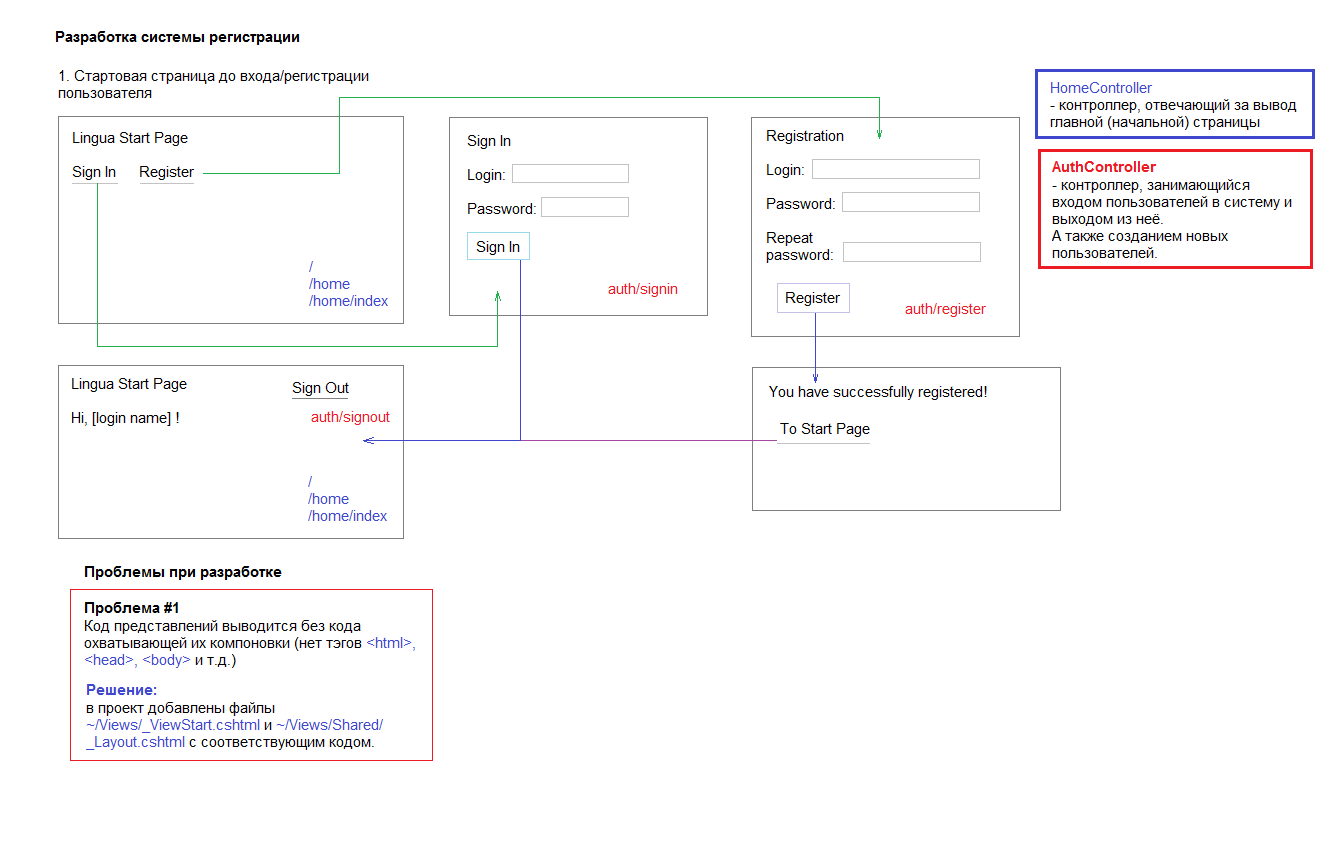 Разработка системы регистрации
1. Стартовая страница до входа/регистрации
пользователя
Lingua Start Page
Sign In
Register
/
/home
/home/index
Sign In
Login:
Password:
Sign In
auth/signin
Registration
Login:
Password:
Repeat
password:
Register
auth/register
HomeController
- контроллер, отвечающий за вывод
главной (начальной) страницы
AuthController
- контроллер, занимающийся
входом пользователей в систему и
выходом из неё.
А также созданием новых
пользователей.
Lingua Start Page
Sign Out
Hi, [login name] !
auth/signout
/
/home
/home/index
You have successfully registered!
To Start Page
Проблемы при разработке
Проблема #1
Код представлений выводится без кода
охватывающей их компоновки (нет тэгов <html>,
<head>, <body> и т.д.)
Решение:
в проект добавлены файлы
~/Views/_ViewStart.cshtml и ~/Views/Shared/
_Layout.cshtml с соответствующим кодом.